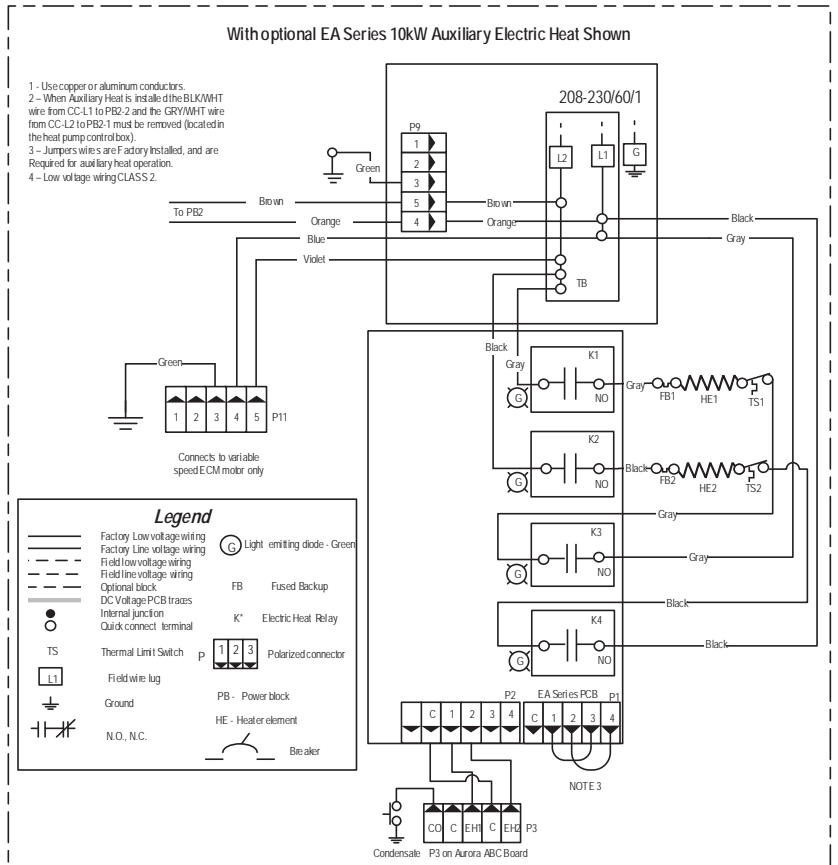 With optional EA Series 10kW Auxiliary Electric Heat Shown
1 - Use copper or aluminum conductors.
2 – When Auxiliary Heat is installed the BLK/WHT
wire from CC-L1 to PB2-2 and the GRY/WHT wire
from CC-L2 to PB2-1 must be removed (located in
the heat pump control box).
3 – Jumpers wires are Factory Installed, and are
Required for auxiliary heat operation.
4 – Low voltage wiring CLASS 2.
208-230/60/1
P9
1
2
3
5
4
Green
L2
L1
G
To PB2
Brown
Brown
Orange
Orange
Black
Blue
Gray
Violet
TB
Black
Gray
Green
1
2
3
4
5
P11
Connects to variable
speed ECM motor only
K1
G
NO
Gray
FB1
HE1
TS1
K2
G
NO
Black
FB2
HE2
TS2
Gray
K3
G
NO
Gray
Black
K4
G
NO
Black
Legend
Factory Low voltage wiring
Factory Line voltage wiring
Field low voltage wiring
Field line voltage wiring
Optional block
DC Voltage PCB traces
Internal junction
Quick connect terminal
TS
Thermal Limit Switch
L1
Field wire lug
Ground
N.O., N.C.
G
Light emitting diode - Green
FB
Fused Backup
K*
Electric Heat Relay
P
1
2
3
Polarized connector
PB - Power block
HE - Heater element
Breaker
P2
C
1
2
3
4
EA Series PCB
P1
C
1
2
3
4
NOTE 3
CO
C
EH1
C
EH2
P3
Condensate
P3 on Aurora ABC Board